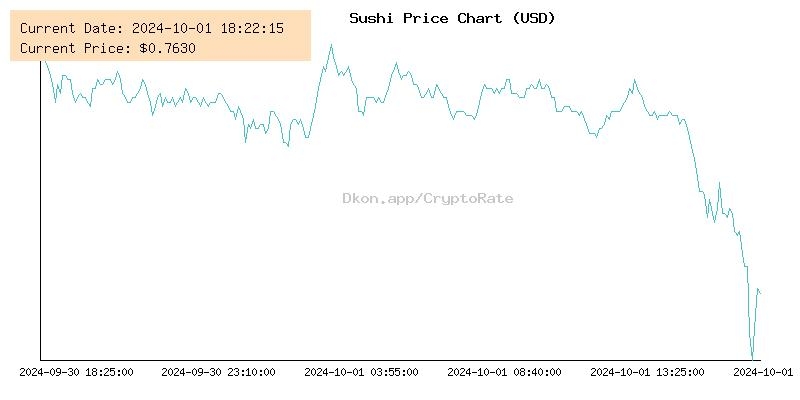 Sushi Price Chart (USD)
Current Date: 2024-10-01 18:22:15
Current Price: $0.7630
Dkon.app/CryptoRate
2024-09-30 18:25:00 2024-09-30 23:10:00 2024-10-01 03:55:00 2024-10-01 08:40:00 2024-10-01 13:25:00 2024-10-01